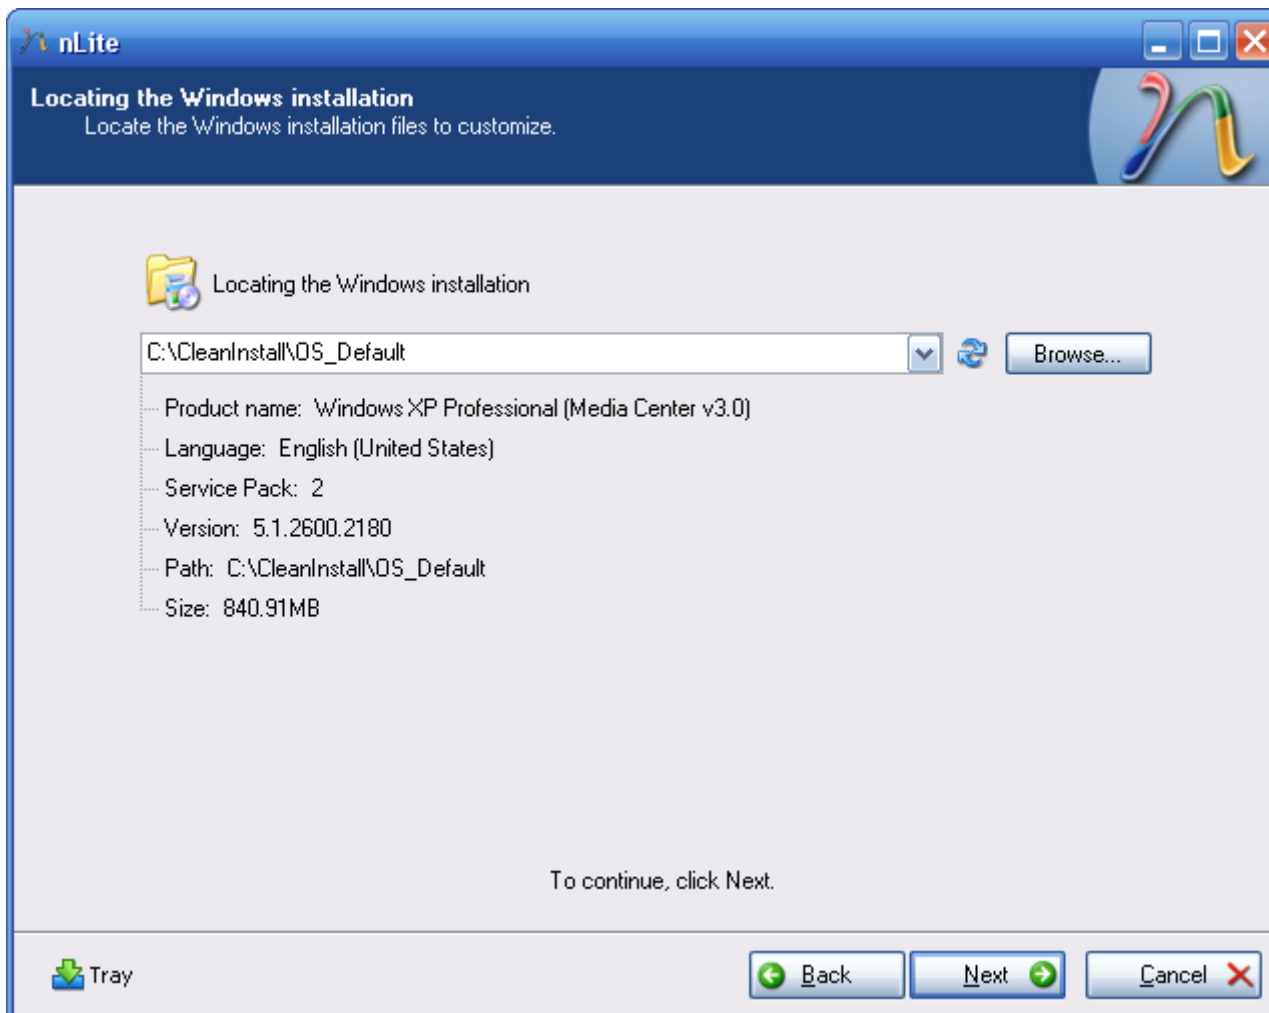 nLite
Locating the Windows installation
Locate the Windows installation files to customize.
Locating the Windows installation
C:\CleanInstall\OS_Default
Browse...
Product name: Windows XP Professional (Media Center v3.0)
Language: English (United States)
Service Pack: 2
Version: 5.1.2600.2180
Path: C:\CleanInstall\OS_Default
Size: 840.91MB
To continue, click Next.
Tray
Back
Next
Cancel